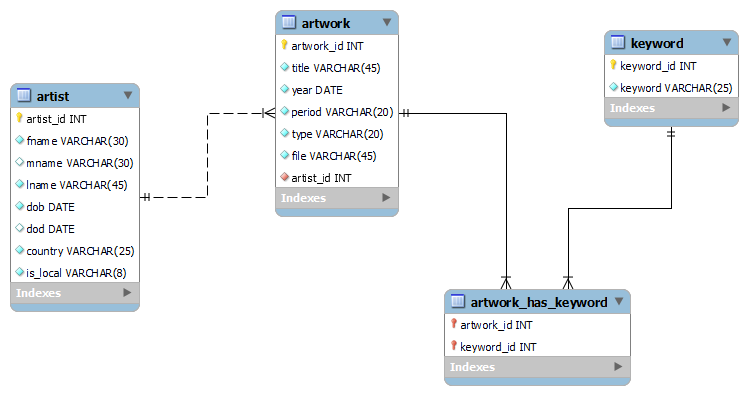 artist
artist_id INT
fname VARCHAR(30)
mname VARCHAR(30)
lname VARCHAR(45)
dob DATE
dod DATE
country VARCHAR(25)
is_local VARCHAR(8)
Indexes
artwork
artwork_id INT
title VARCHAR(45)
year DATE
period VARCHAR(20)
type VARCHAR(20)
file VARCHAR(45)
artist_id INT
Indexes
keyword
keyword_id INT
keyword VARCHAR(25)
Indexes
artwork_has_keyword
artwork_id INT
keyword_id INT
Indexes